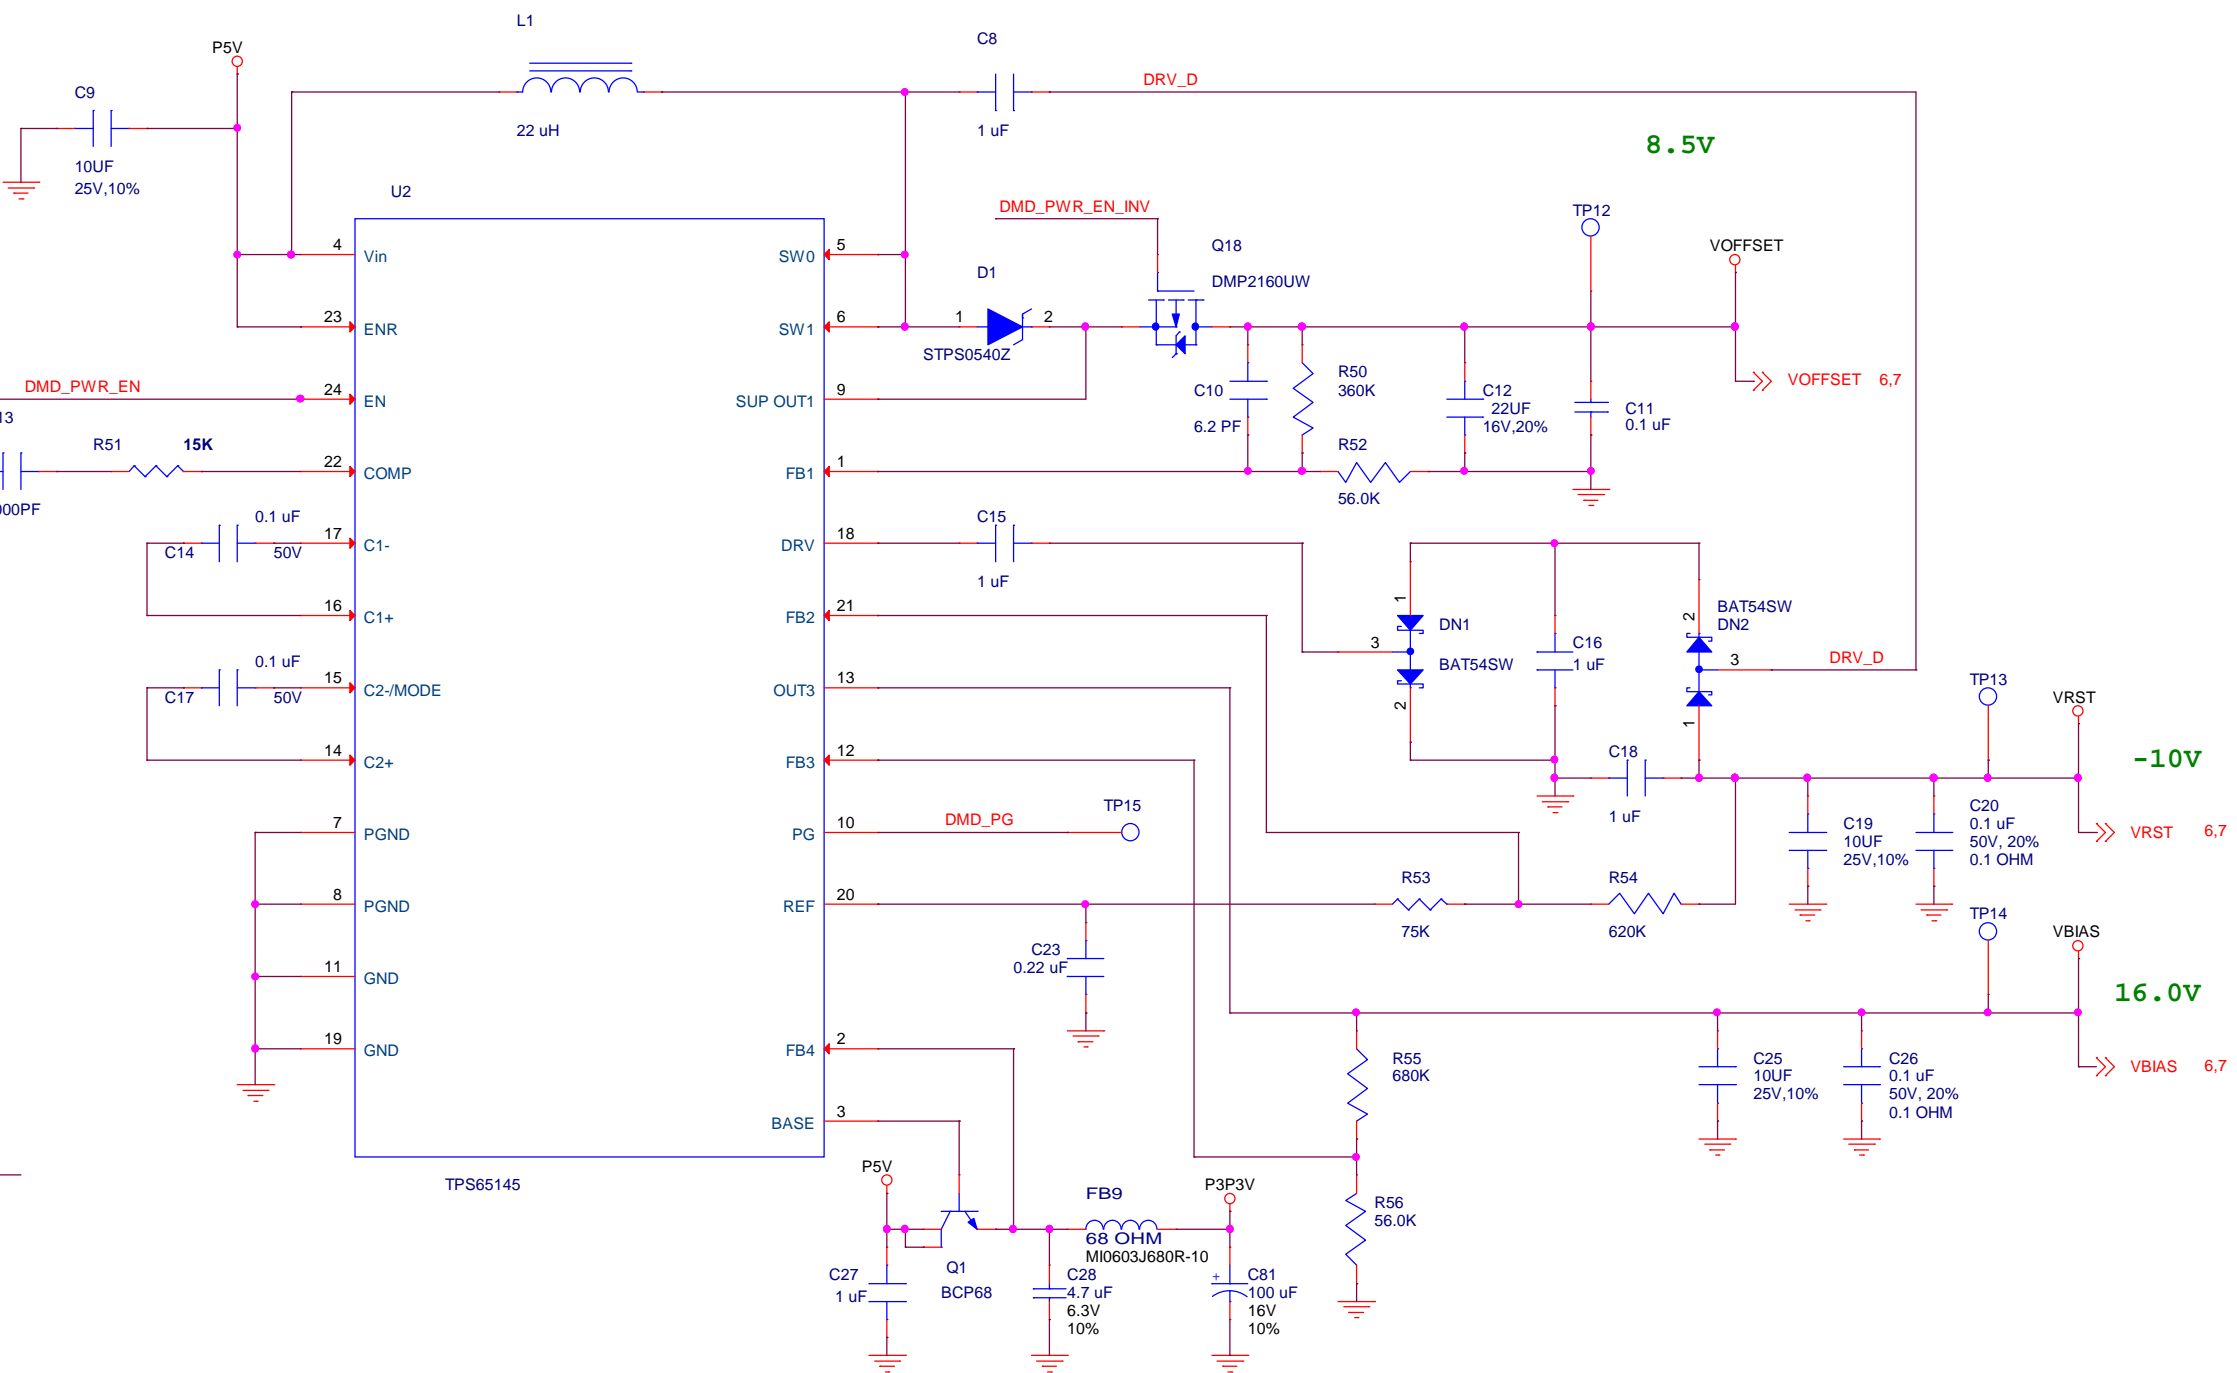 L1
C8
P5V
DRV_D
C9
22 uH
1 uF
8.5V
10UF
25V,10%
U2
DMD_PWR_EN_INV
TP12
Q18
VOFFSET
4
Vin
SW0
5
D1
DMP2160UW
23
ENR
SW1
6
1
2
STPS0540Z
DMD_PWR_EN
24
EN
SUP OUT1
9
C10
R50
360K
C12
22UF
16V,20%
VOFFSET 6,7
C11
0.1 uF
13
R51
15K
6.2 PF
R52
22
COMP
FB1
1
56.0K
000PF
0.1 uF
C14
50V
17
C1-
DRV
18
C15
1 uF
16
C1+
FB2
21
1
DN1
3
BAT54SW
2
C16
1 uF
2
BAT54SW
DN2
3
DRV_D
1
0.1 uF
C17
50V
15
C2-/MODE
OUT3
13
TP13
VRST
14
C2+
FB3
12
C18
1 uF
-10V
7
PGND
PG
10
DMD_PG
TP15
C19
10UF
25V,10%
C20
0.1 uF
50V, 20%
0.1 OHM
VRST 6,7
8
PGND
REF
20
R53
75K
R54
620K
TP14
VBIAS
11
GND
C23
0.22 uF
16.0V
19
GND
FB4
2
R55
680K
C25
10UF
25V,10%
C26
0.1 uF
50V, 20%
0.1 OHM
VBIAS 6,7
BASE
3
TPS65145
P5V
FB9
68 OHM
MI0603J680R-10
P3P3V
R56
56.0K
C27
1 uF
Q1
BCP68
C28
4.7 uF
6.3V
10%
+
C81
100 uF
16V
10%